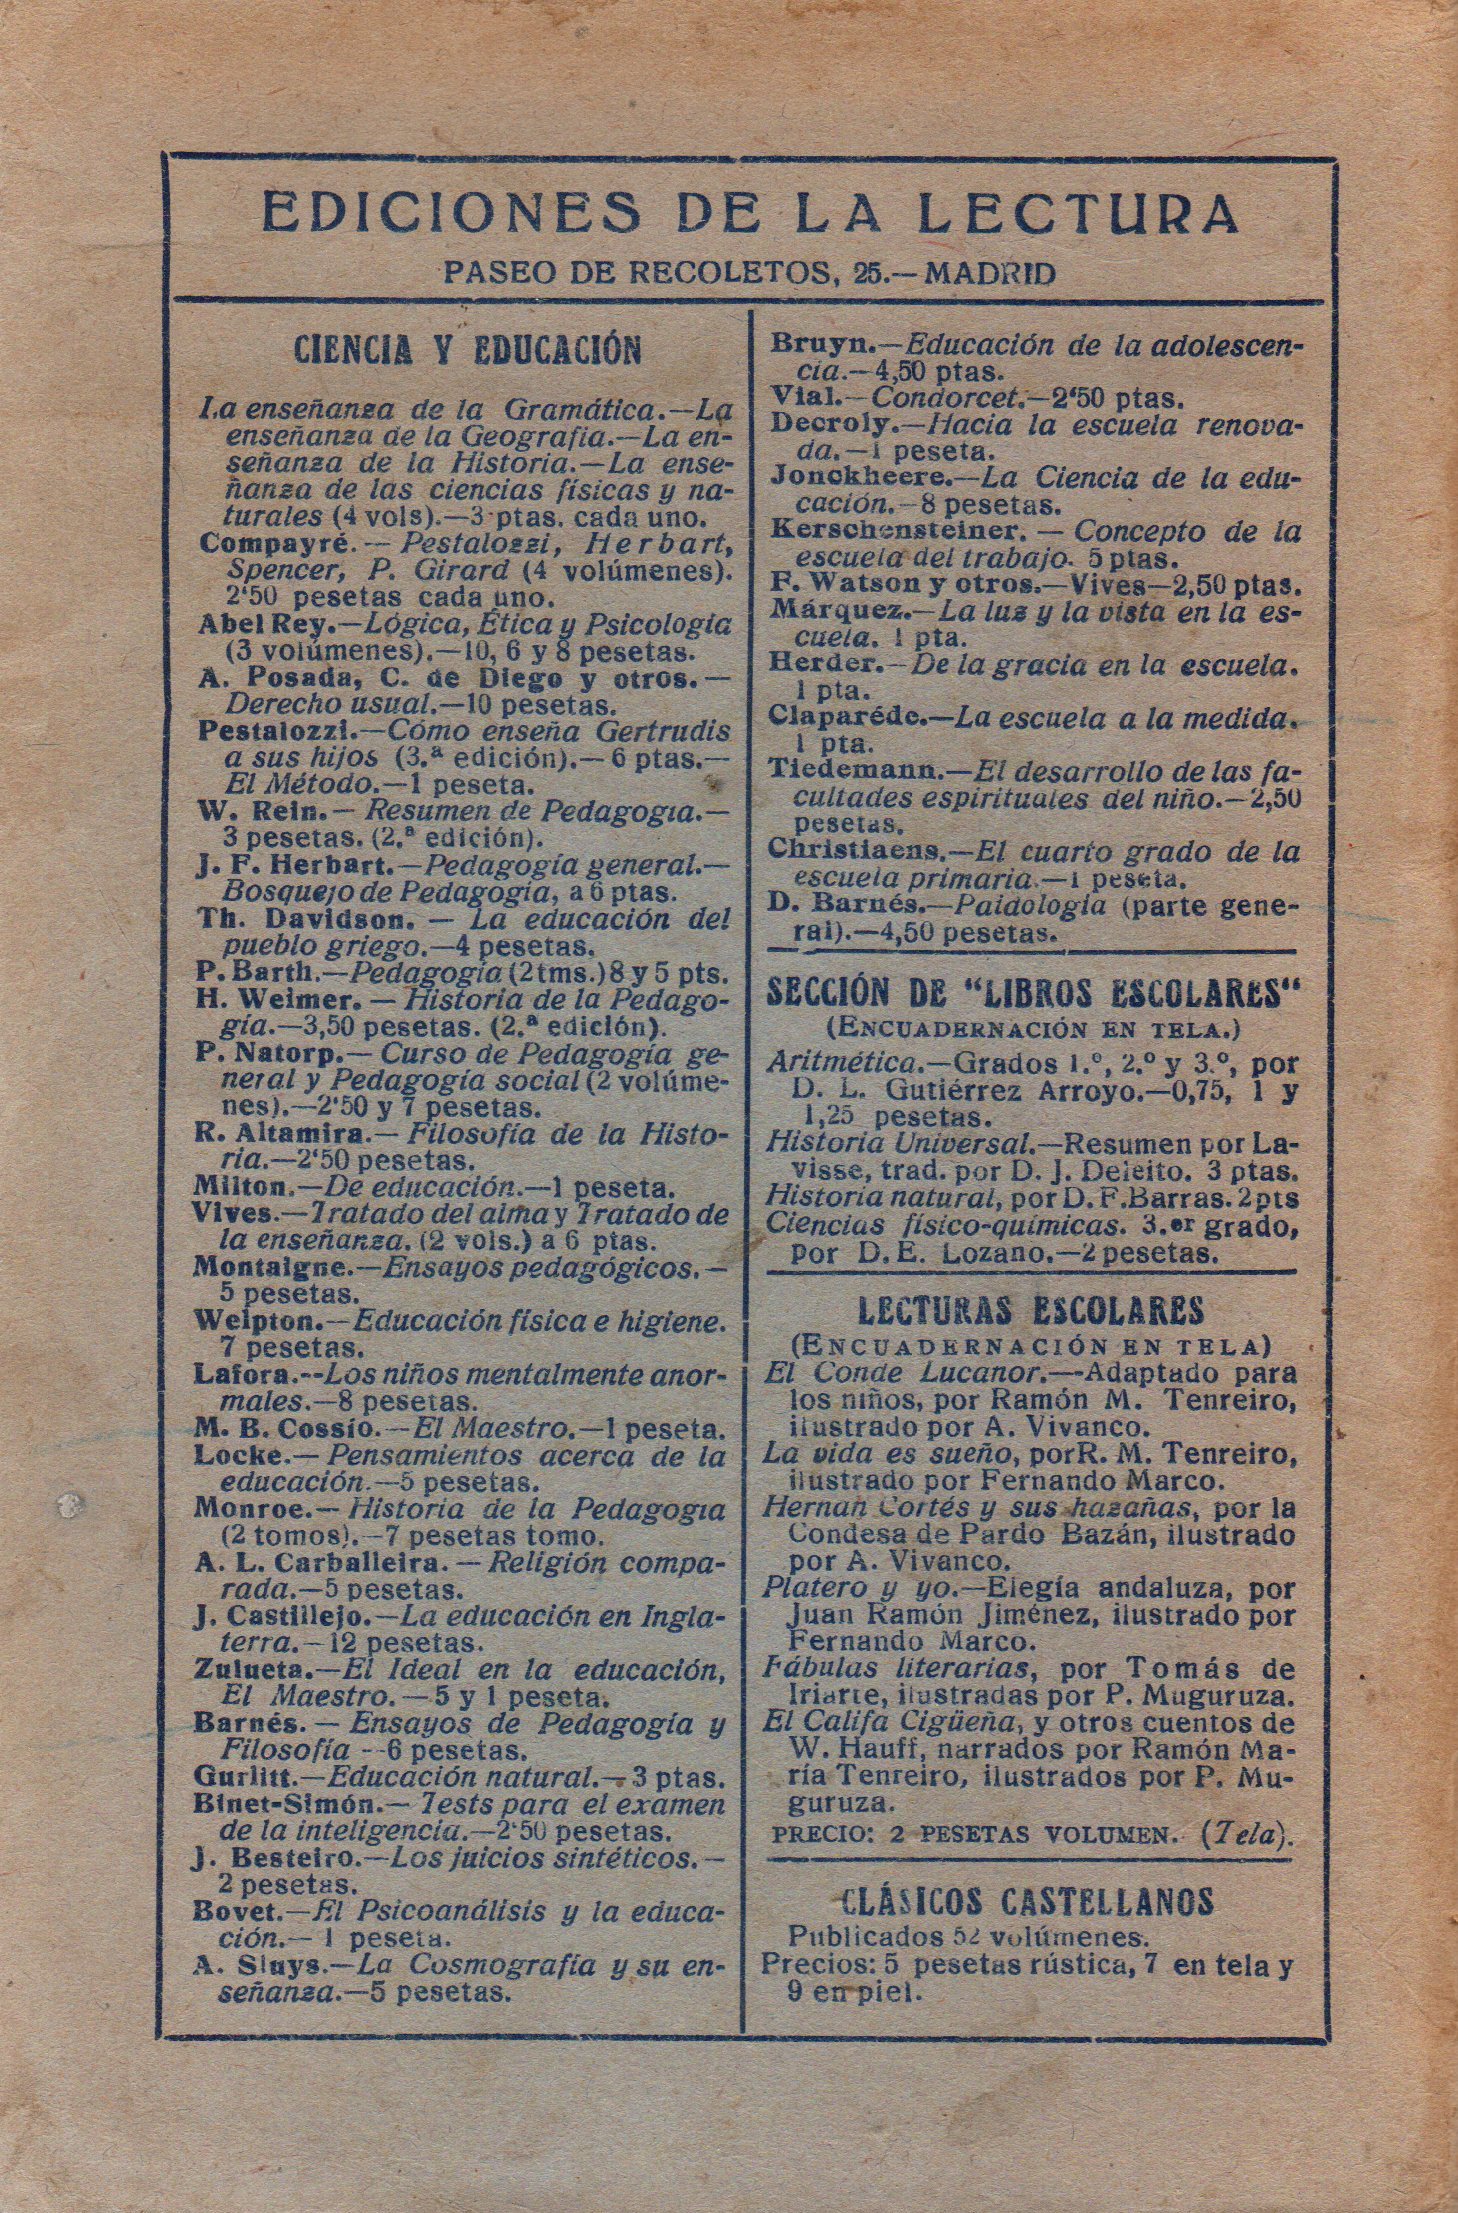 EDICIONES DE LA LECTURA
PASEO DE RECOLETOS, 25.—MADRID
CIENCIA Y EDUCACIÓN
La enseñanza de la Gramática.—La
enseñanza de la Geografía.—La en-
señanza de la Historia.—La ense-
ñanza de las ciencias físicas y na-
turales (4 vols).—3 ptas. cada uno.
Compayré.— Pestalozzi, Herbart,
Spencer, P. Girard (4 volúmenes).
2'50 pesetas cada uno.
Abel Rey.—Lógica, Ética y Psicología
(3 volúmenes).—10, 6 y 8 pesetas.
A. Posada, C. de Diego y otros.—
Derecho usual.—10 pesetas.
Pestalozzi.—Cómo enseña Gertrudis
a sus hijos (3.ª edición).—6 ptas.—
El Método.—1 peseta.
W. Rein.— Resumen de Pedagogía.—
3 pesetas. (2.ª edición).
J. F. Herbart.—Pedagogía general.—
Bosquejo de Pedagogía, a 6 ptas.
Th. Davidson. — La educación del
pueblo griego.—4 pesetas.
P. Barth.—Pedagogía (2 tms.) 8 y 5 pts.
H. Weimer. — Historia de la Pedago-
gía.—3,50 pesetas. (2.ª edición).
P. Natorp.— Curso de Pedagogía ge-
neral y Pedagogía social (2 volúme-
nes).—2'50 y 7 pesetas.
R. Altamira.— Filosofía de la Histo-
ria.—2'50 pesetas.
Milton.—De educación.—1 peseta.
Vives.—Tratado del alma y Tratado de
la enseñanza. (2 vols.) a 6 ptas.
Montaigne.—Ensayos pedagógicos.—
5 pesetas.
Welpton.—Educación física e higiene.
7 pesetas.
Lafora.--Los niños mentalmente anor-
males.—8 pesetas.
M. B. Cossío.—El Maestro.—1 peseta.
Locke.— Pensamientos acerca de la
educación.—5 pesetas.
Monroe.— Historia de la Pedagogía
(2 tomos).—7 pesetas tomo.
A. L. Carballeira. — Religión compa-
rada.—5 pesetas.
J. Castillejo.—La educación en Ingla-
terra.—12 pesetas.
Zulueta.—El Ideal en la educación,
El Maestro.—5 y 1 peseta.
Barnés. — Ensayos de Pedagogía y
Filosofía --6 pesetas.
Gurlitt.—Educación natural.—3 ptas.
Binet-Simón.— Tests para el examen
de la inteligencia.—2'50 pesetas.
J. Besteiro.—Los juicios sintéticos.—
2 pesetas.
Bovet.—El Psicoanálisis y la educa-
ción.— 1 peseta.
A. Sluys.—La Cosmografía y su en-
señanza.—5 pesetas.
Bruyn.—Educación de la adolescen-
cia.—4,50 ptas.
Vial.—Condorcet.—2'50 ptas.
Decroly.—Hacia la escuela renova-
da.—1 peseta.
Jonckheere.—La Ciencia de la edu-
cación.—8 pesetas.
Kerschensteiner. — Concepto de la
escuela del trabajo. 5 ptas.
F. Watson y otros.—Vives—2,50 ptas.
Márquez.—La luz y la vista en la es-
cuela. 1 pta.
Herder.—De la gracia en la escuela.
1 pta.
Claparéde.—La escuela a la medida.
1 pta.
Tiedemann.—El desarrollo de las fa-
cultades espirituales del niño.—2,50
pesetas.
Christiaens.—El cuarto grado de la
escuela primaria.—1 peseta.
D. Barnés.—Paidología (parte gene-
ral).—4,50 pesetas.
SECCIÓN DE "LIBROS ESCOLARES"
(ENCUADERNACIÓN EN TELA.)
Aritmética.—Grados 1.º, 2.º y 3.º, por
D. L. Gutiérrez Arroyo.—0,75, 1 y
1,25 pesetas.
Historia Universal.—Resumen por La-
visse, trad. por D. J. Deleito. 3 ptas.
Historia natural, por D. F. Barras. 2 pts
Ciencias físico-químicas. 3.er grado,
por D. E. Lozano.—2 pesetas.
LECTURAS ESCOLARES
(ENCUADERNACIÓN EN TELA)
El Conde Lucanor.—Adaptado para
los niños, por Ramón M. Tenreiro,
ilustrado por A. Vivanco.
La vida es sueño, por R. M. Tenreiro,
ilustrado por Fernando Marco.
Hernan Cortés y sus hazañas, por la
Condesa de Pardo Bazán, ilustrado
por A. Vivanco.
Platero y yo.—Elegía andaluza, por
Juan Ramón Jiménez, ilustrado por
Fernando Marco.
Fábulas literarias, por Tomás de
Iriarte, ilustradas por P. Muguruza.
El Califa Cigüeña, y otros cuentos de
W. Hauff, narrados por Ramón Ma-
ría Tenreiro, ilustrados por P. Mu-
guruza.
PRECIO: 2 PESETAS VOLUMEN. (Tela).
CLÁSICOS CASTELLANOS
Publicados 52 volúmenes.
Precios: 5 pesetas rústica, 7 en tela y
9 en piel.